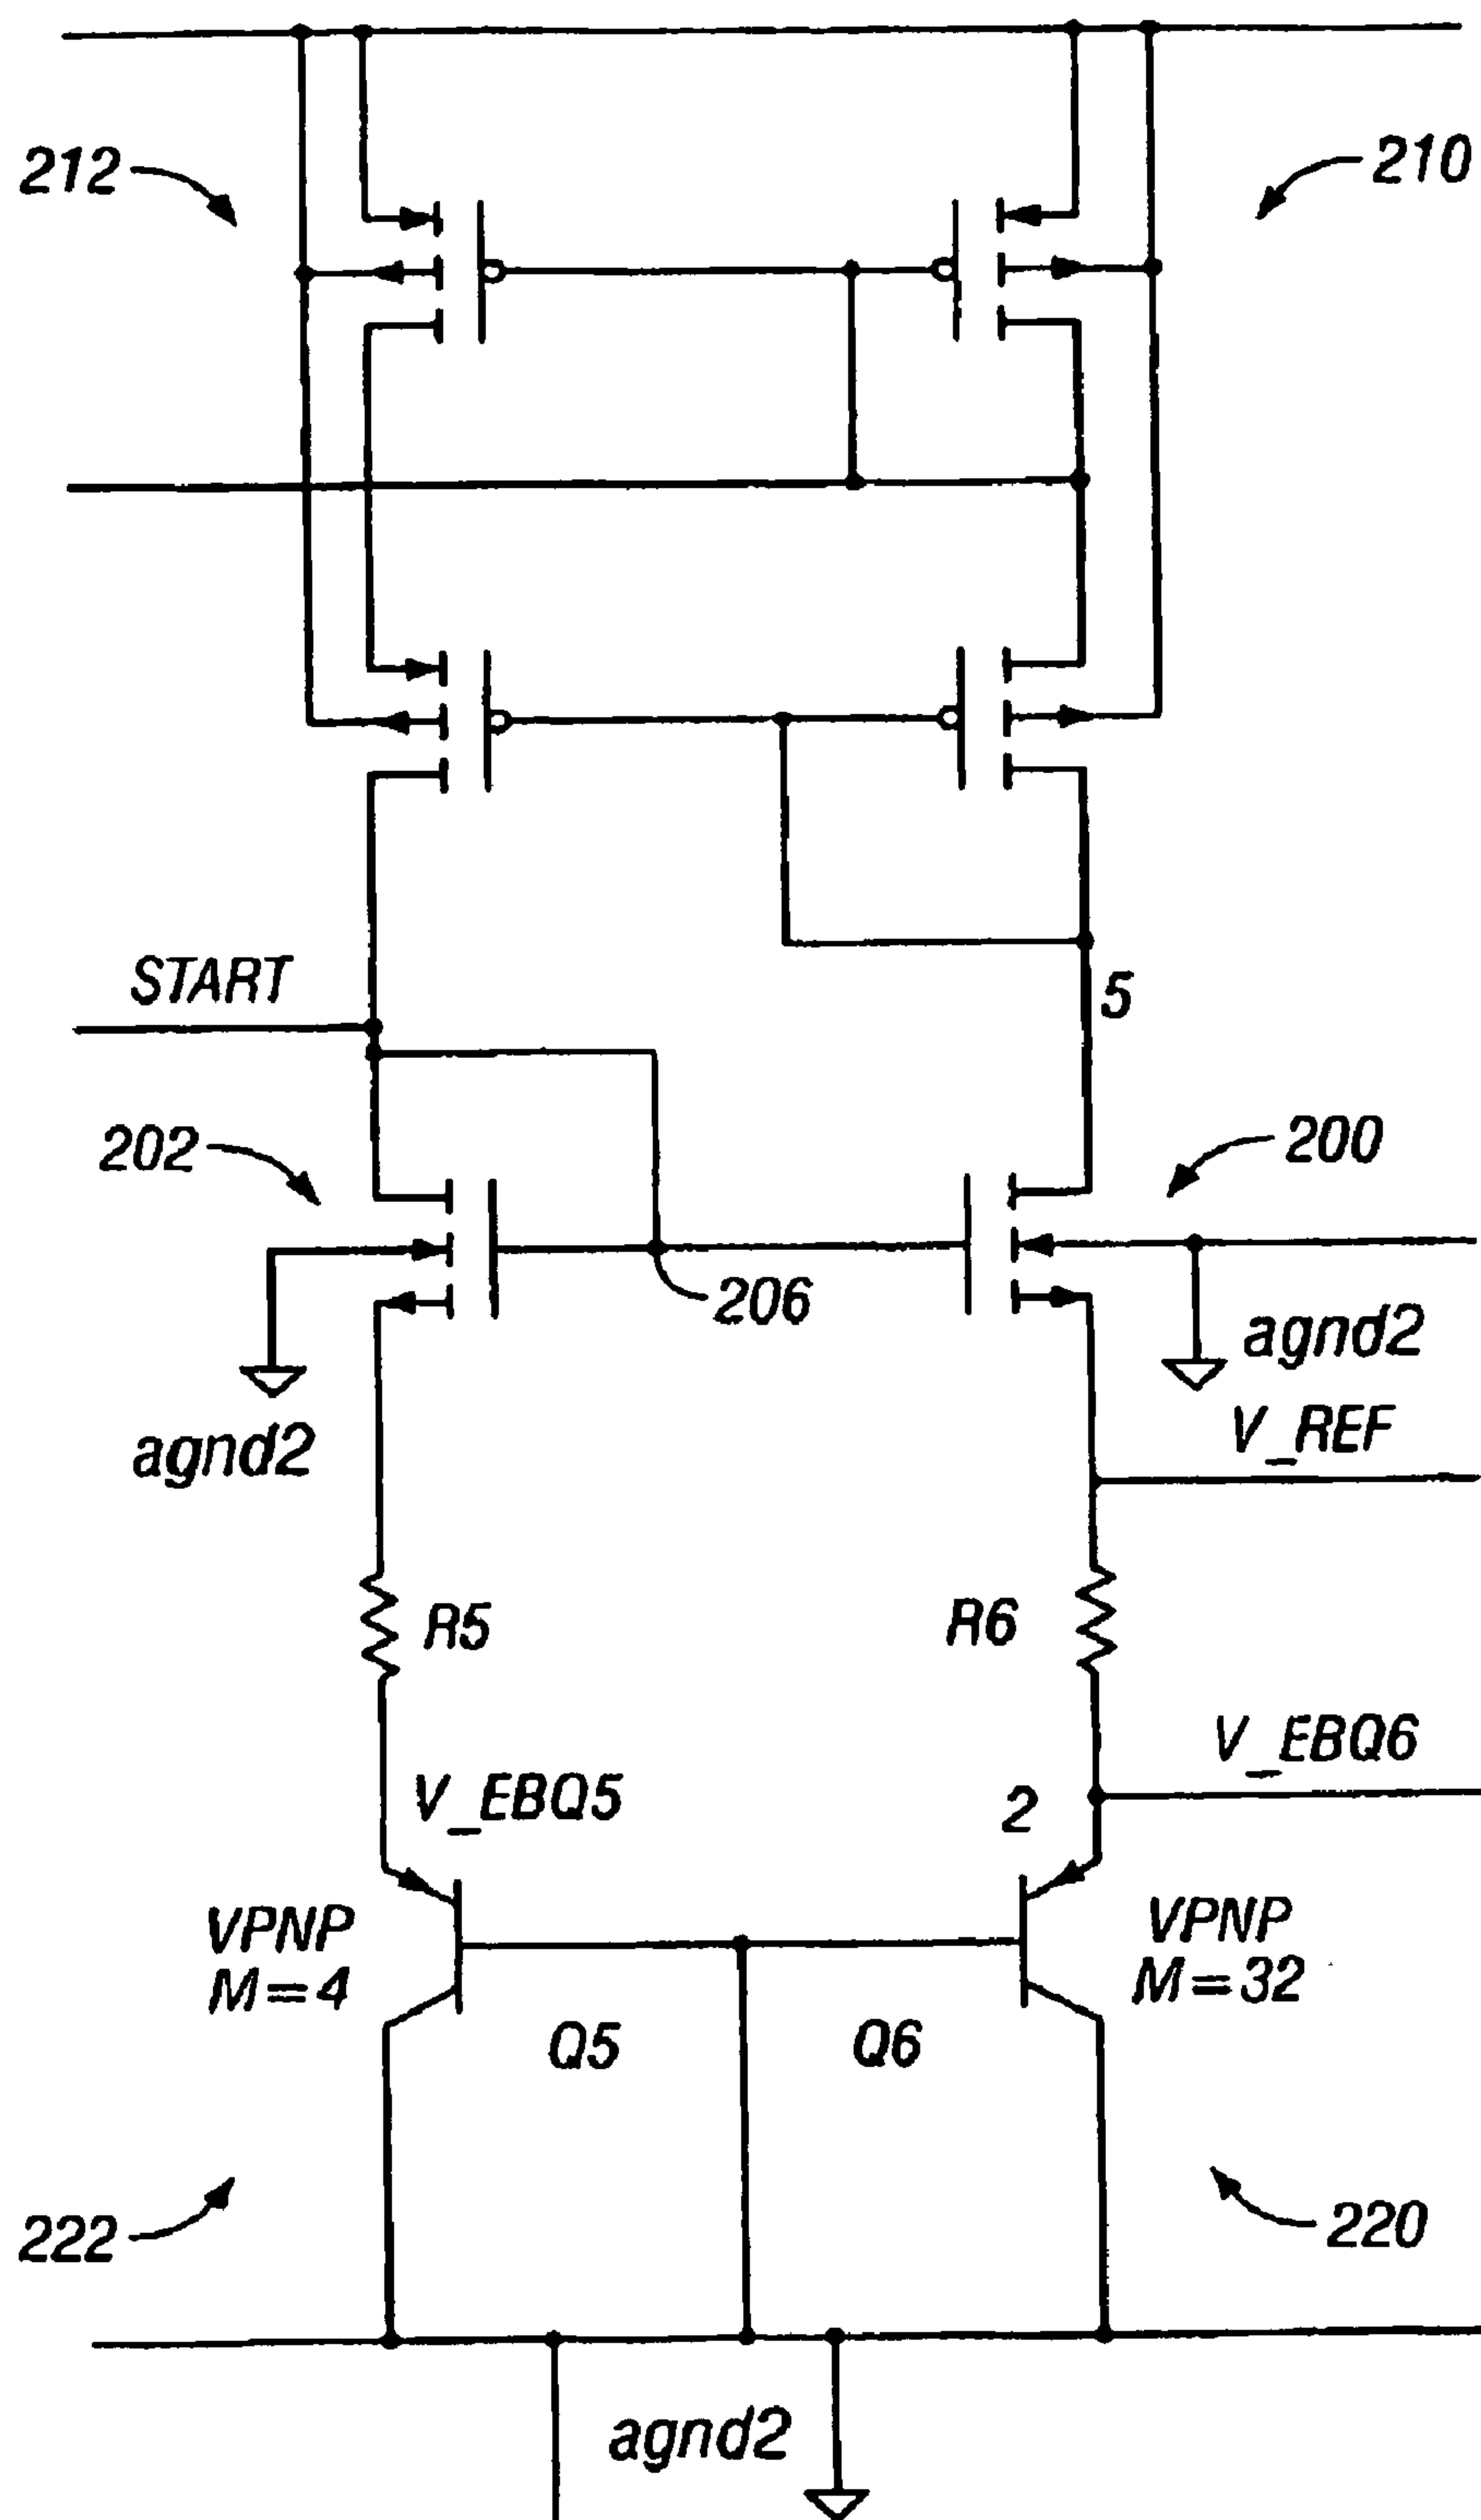 212
210
START
5
202
200
206
agnd2
agnd2
V_REF
R5
R6
V_EBQ6
V_EBQ5
2
VPNP
M=4
VPNP
M=32
Q5
Q6
222
220
agnd2